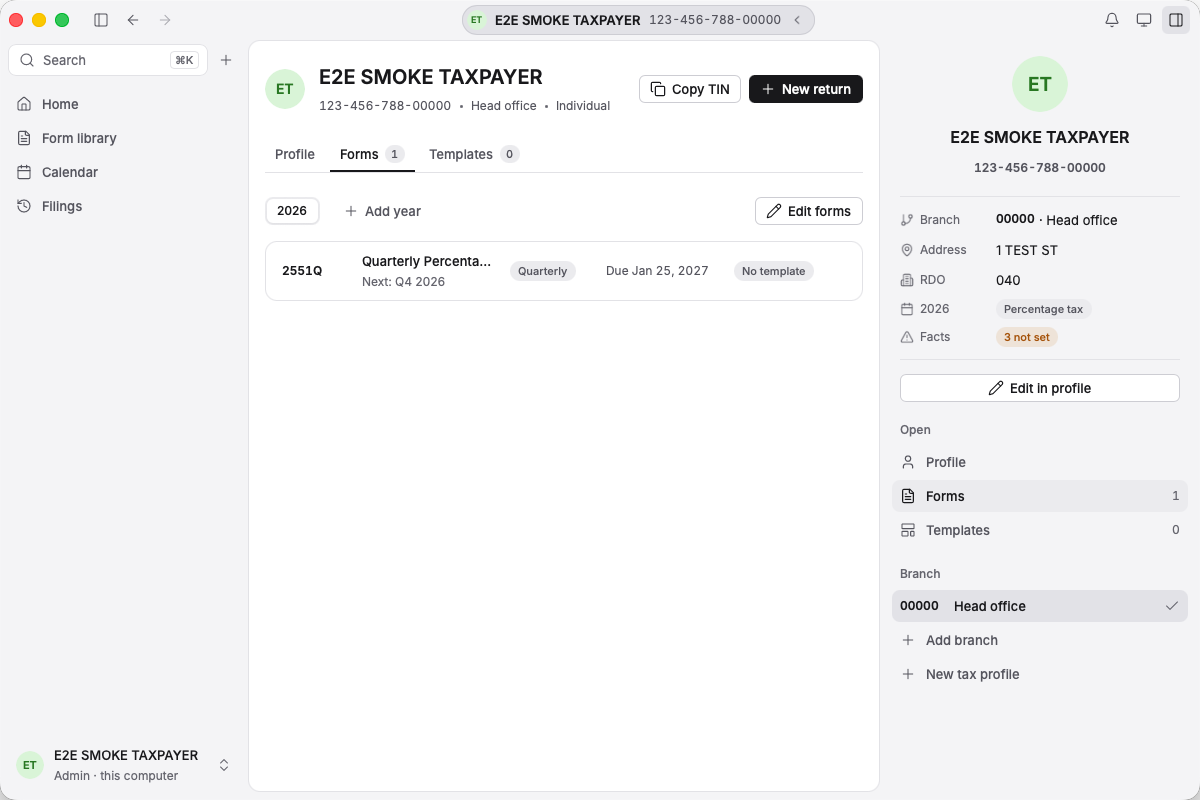 ET E2E SMOKE TAXPAYER 123-456-788-00000
Search ⌘K
Home
Form library
Calendar
Filings
ET
E2E SMOKE TAXPAYER
Admin · this computer
ET
E2E SMOKE TAXPAYER
123-456-788-00000 • Head office • Individual
Copy TIN
New return
Profile
Forms 1
Templates 0
2026
Add year
Edit forms
2551Q
Quarterly Percenta...
Next: Q4 2026
Quarterly
Due Jan 25, 2027
No template
ET
E2E SMOKE TAXPAYER
123-456-788-00000
Branch 00000 · Head office
Address 1 TEST ST
RDO 040
2026 Percentage tax
Facts 3 not set
Edit in profile
Open
Profile
Forms 1
Templates 0
Branch
00000 Head office
Add branch
New tax profile